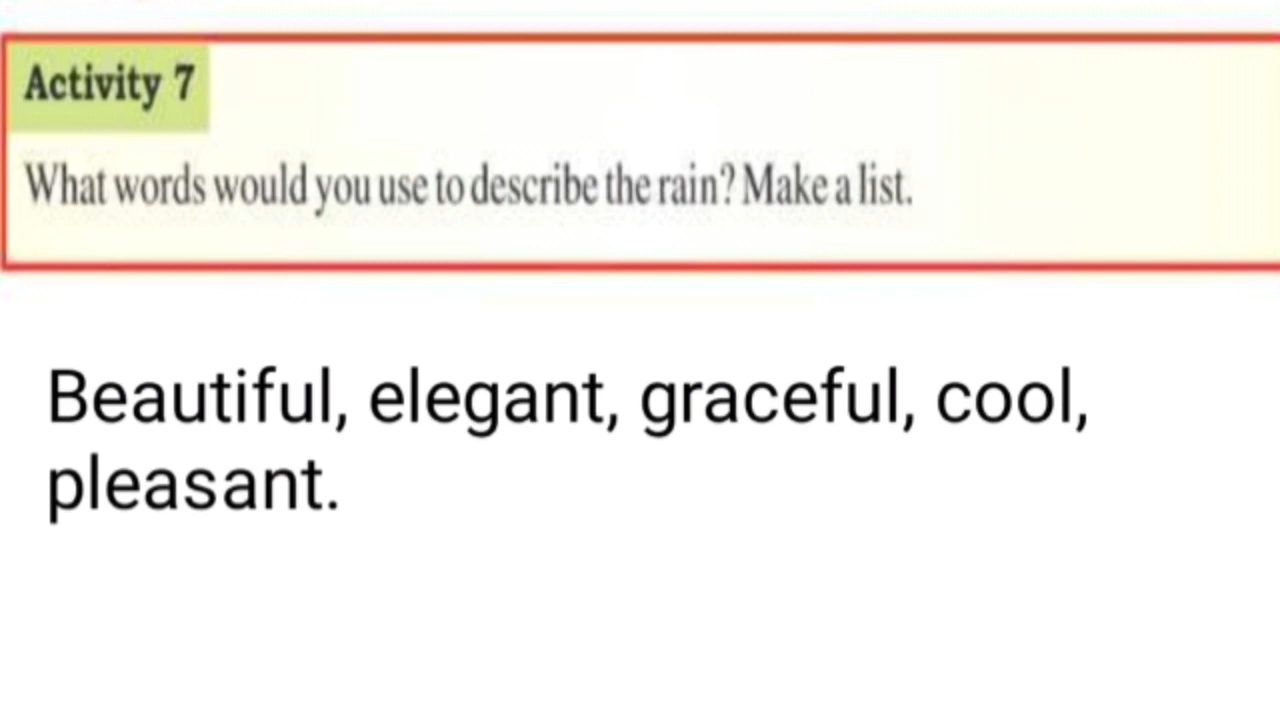 Activity 7
What words would you use to describe the rain? Make a list.
Beautiful, elegant, graceful, cool,
pleasant.